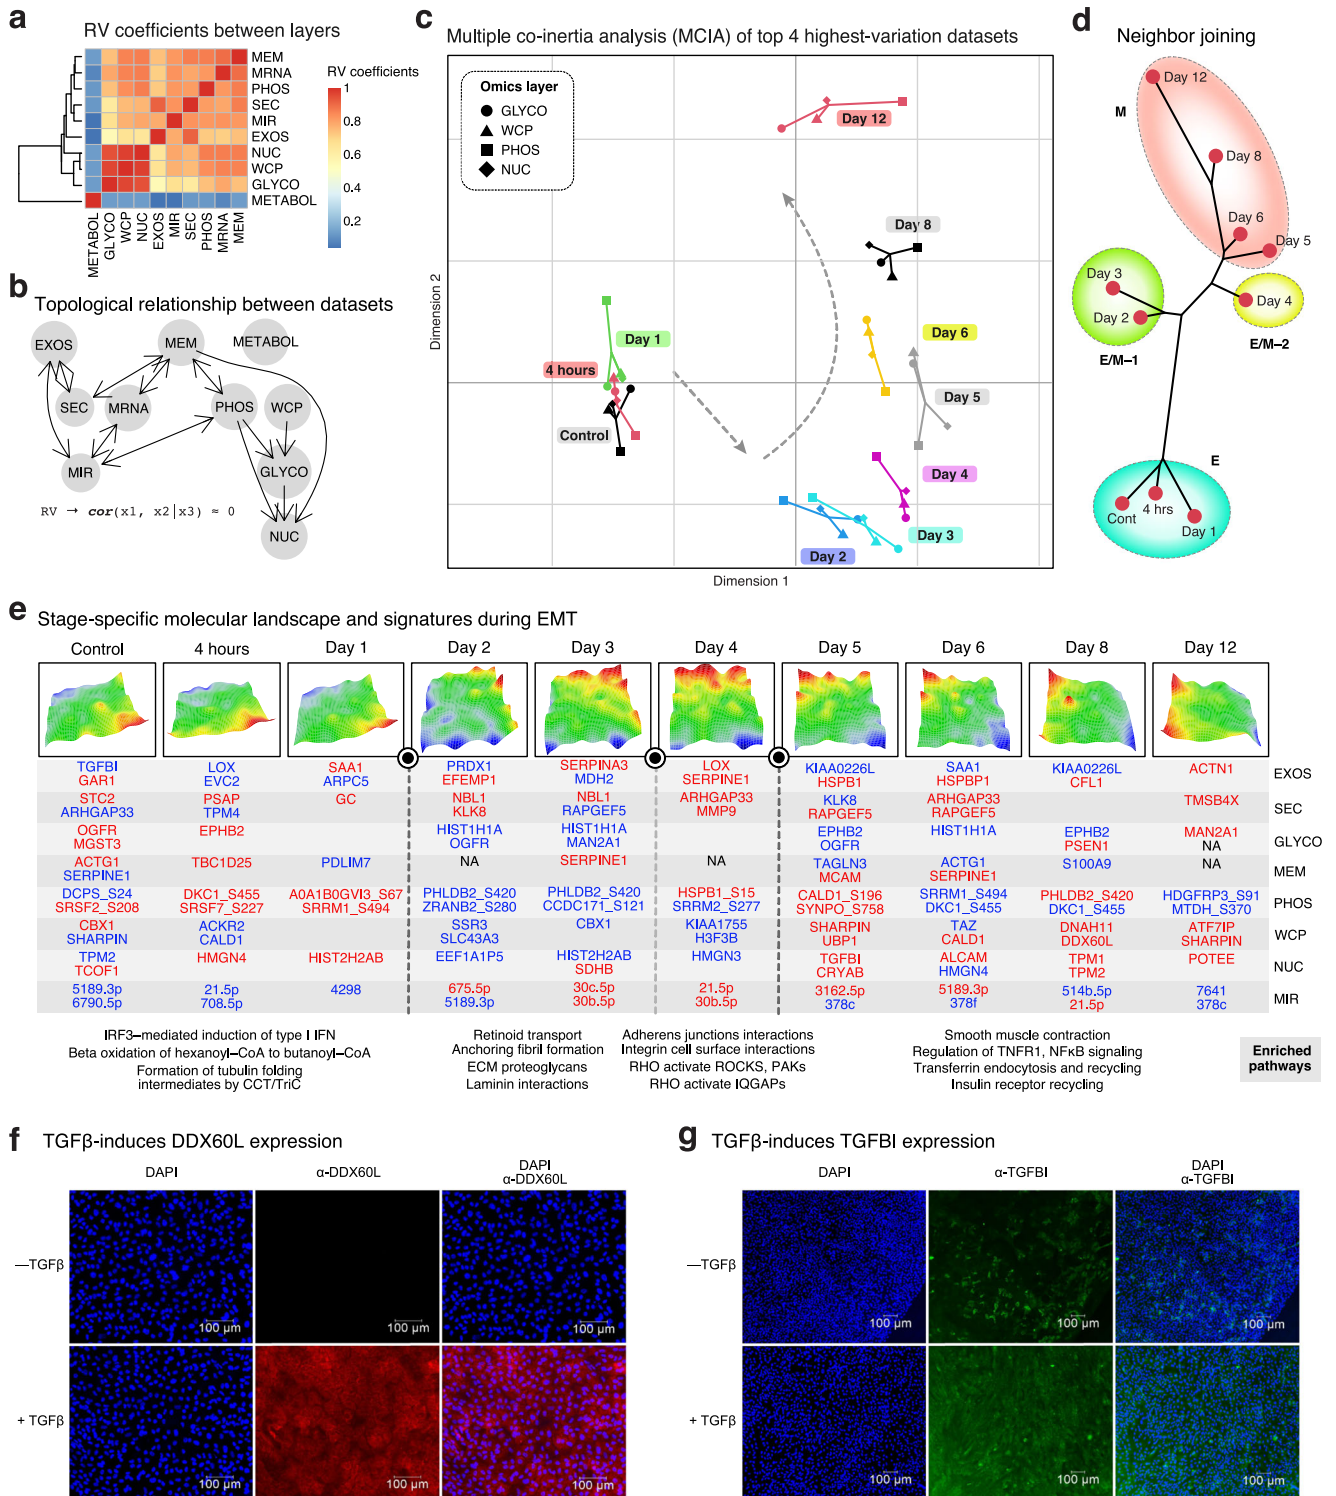 a
RV coefficients between layers
MEM
MRNA
PHOS
SEC
MIR
EXOS
NUC
WCP
GLYCO
METABOL
METABOL
GLYCO
WCP
NUC
EXOS
MIR
SEC
PHOS
MRNA
MEM
RV coefficients
1
0.8
0.6
0.4
0.2
b
Topological relationship between datasets
EXOS
MEM
METABOL
SEC
MRNA
PHOS
WCP
MIR
GLYCO
NUC
RV → cor(x1, x2|x3) ≈ 0
c
Multiple co-inertia analysis (MCIA) of top 4 highest-variation datasets
Omics layer
GLYCO
WCP
PHOS
NUC
Day 12
Day 8
Day 1
Day 6
4 hours
Day 5
Control
Day 4
Day 3
Day 2
Dimension 2
Dimension 1
d
Neighbor joining
Day 12
M
Day 8
Day 6
Day 5
Day 3
Day 2
Day 4
E/M–1
E/M–2
E
Cont
4 hrs
Day 1
e
Stage-specific molecular landscape and signatures during EMT
Control 4 hours Day 1 Day 2 Day 3 Day 4 Day 5 Day 6 Day 8 Day 12
TGFBI LOX SAA1 PRDX1 SERPINA3 LOX KIAA0226L SAA1 KIAA0226L ACTN1 EXOS
GAR1 EVC2 ARPC5 EFEMP1 MDH2 SERPINE1 HSPB1 HSPBP1 CFL1
STC2 PSAP GC NBL1 NBL1 ARHGAP33 KLK8 ARHGAP33 TMSB4X SEC
ARHGAP33 TPM4 KLK8 RAPGEF5 MMP9 RAPGEF5 RAPGEF5
OGFR EPHB2 HIST1H1A HIST1H1A EPHB2 HIST1H1A EPHB2 MAN2A1 GLYCO
MGST3 OGFR MAN2A1 OGFR PSEN1 NA
ACTG1 TBC1D25 PDLIM7 NA SERPINE1 NA TAGLN3 ACTG1 S100A9 NA MEM
SERPINE1 MCAM SERPINE1
DCPS_S24 DKC1_S455 A0A1B0GVI3_S67 PHLDB2_S420 PHLDB2_S420 HSPB1_S15 CALD1_S196 SRRM1_S494 PHLDB2_S420 HDGFRP3_S91 PHOS
SRSF2_S208 SRSF7_S227 SRRM1_S494 ZRANB2_S280 CCDC171_S121 SRRM2_S277 SYNPO_S758 DKC1_S455 DKC1_S455 MTDH_S370
CBX1 ACKR2 SSR3 CBX1 KIAA1755 SHARPIN TAZ DNAH11 ATF7IP WCP
SHARPIN CALD1 SLC43A3 H3F3B UBP1 CALD1 DDX60L SHARPIN
TPM2 HMGN4 HIST2H2AB EEF1A1P5 HIST2H2AB HMGN3 TGFBI ALCAM TPM1 POTEE NUC
TCOF1 SDHB CRYAB HMGN4 TPM2
5189.3p 21.5p 4298 675.5p 30c.5p 21.5p 3162.5p 5189.3p 514b.5p 7641 MIR
6790.5p 708.5p 5189.3p 30b.5p 30b.5p 378c 378f 21.5p 378c
IRF3–mediated induction of type I IFN
Beta oxidation of hexanoyl–CoA to butanoyl–CoA
Formation of tubulin folding
intermediates by CCT/TriC
Retinoid transport
Anchoring fibril formation
ECM proteoglycans
Laminin interactions
Adherens junctions interactions
Integrin cell surface interactions
RHO activate ROCKS, PAKs
RHO activate IQGAPs
Smooth muscle contraction
Regulation of TNFR1, NFκB signaling
Transferrin endocytosis and recycling
Insulin receptor recycling
Enriched
pathways
f
TGFβ-induces DDX60L expression
DAPI
α-DDX60L
DAPI
α-DDX60L
—TGFβ
100 µm
100 µm
100 µm
+ TGFβ
100 µm
100 µm
100 µm
g
TGFβ-induces TGFBI expression
DAPI
α-TGFBI
DAPI
α-TGFBI
—TGFβ
100 µm
100 µm
100 µm
+ TGFβ
100 µm
100 µm
100 µm